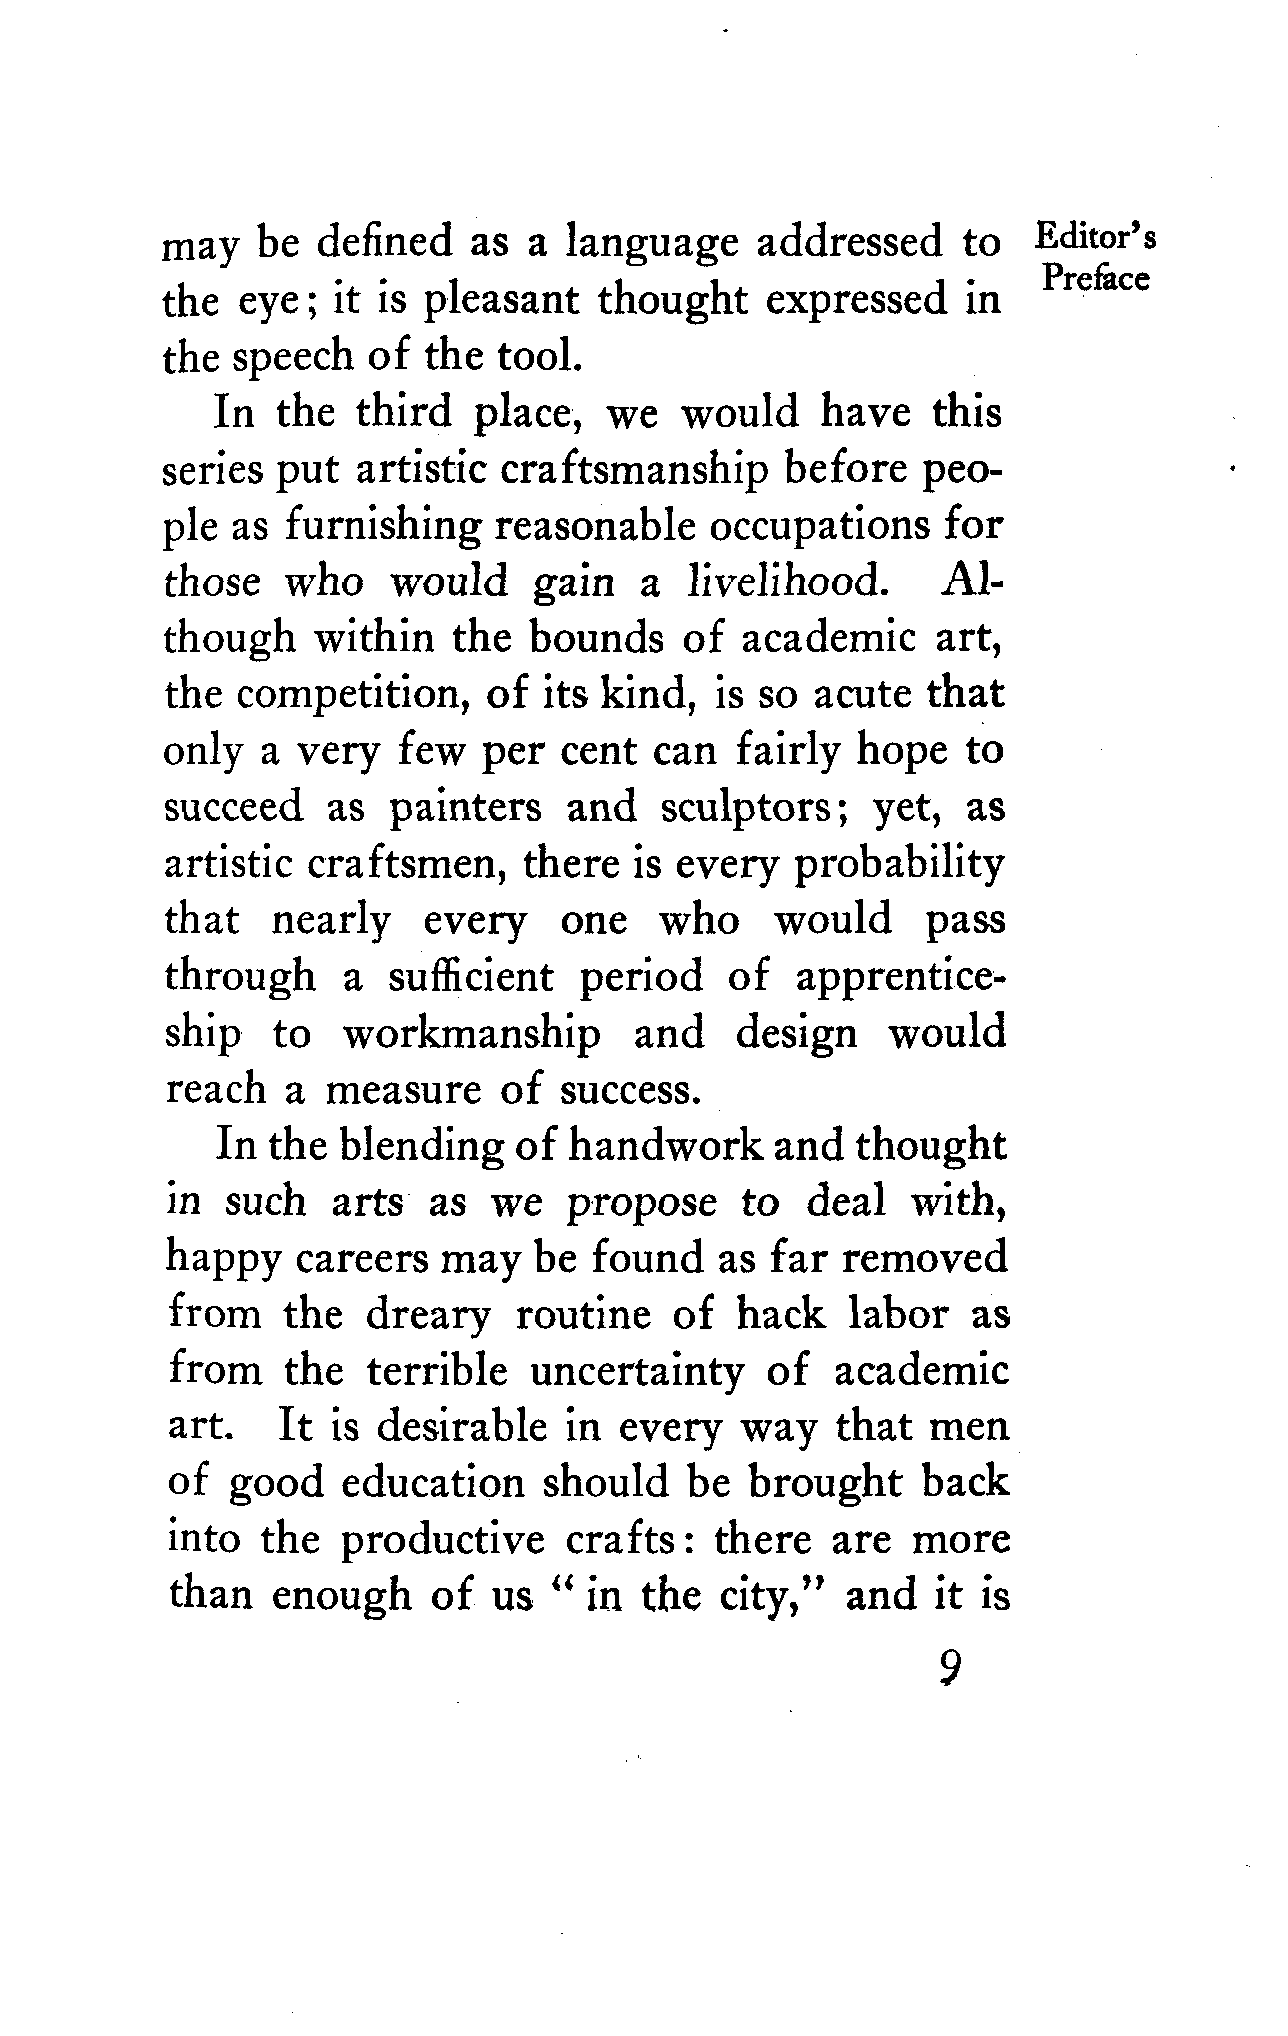 may be defined as a language addressed to
the eye; it is pleasant thought expressed in
the speech of the tool.
In the third place, we would have this
series put artistic craftsmanship before peo-
ple as furnishing reasonable occupations for
those who would gain a livelihood. Al-
though within the bounds of academic art,
the competition, of its kind, is so acute that
only a very few per cent can fairly hope to
succeed as painters and sculptors; yet, as
artistic craftsmen, there is every probability
that nearly every one who would pass
through a sufficient period of apprentice-
ship to workmanship and design would
reach a measure of success.
In the blending of handwork and thought
in such arts as we propose to deal with,
happy careers may be found as far removed
from the dreary routine of hack labor as
from the terrible uncertainty of academic
art. It is desirable in every way that men
of good education should be brought back
into the productive crafts: there are more
than enough of us "in the city," and it is
Editor's
Preface
9